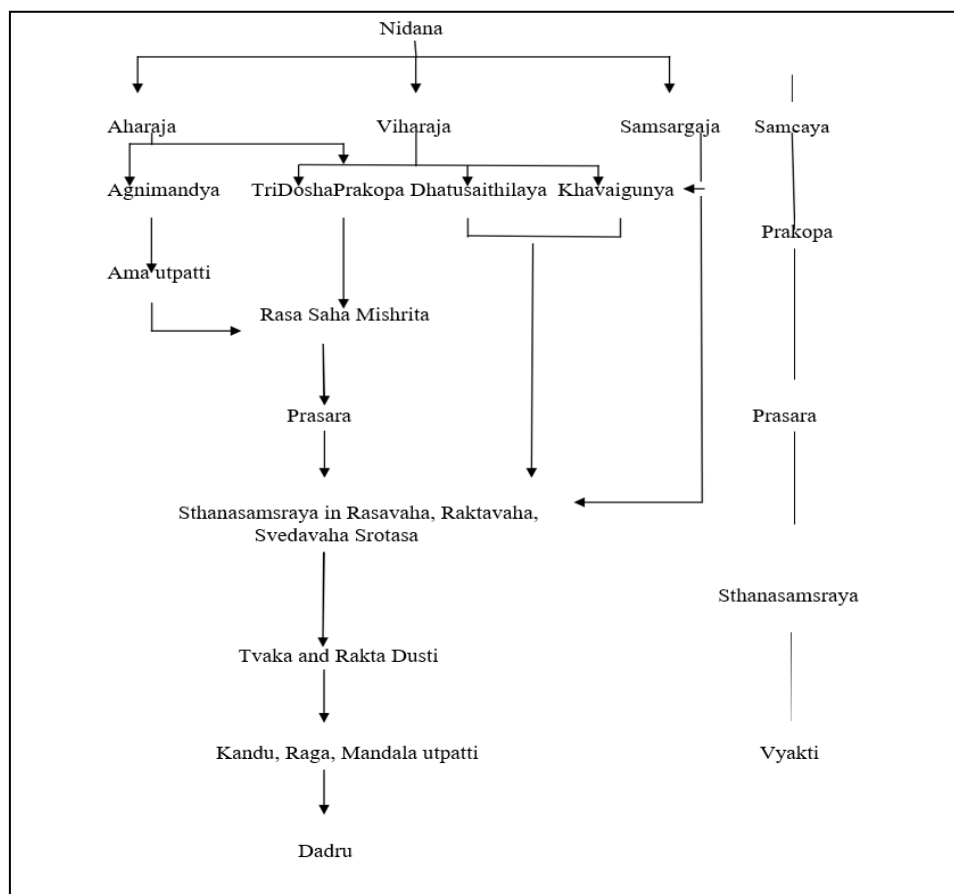 Nidana
Aharaja Viharaja Samsargaja Samcaya
Agnimandya TriDoshaPrakopa Dhatusaithilaya Khavaigunya
Prakopa
Ama utpatti
Rasa Saha Mishrita
Prasara Prasara
Sthanasamsraya in Rasavaha, Raktavaha,
Svedavaha Srotasa
Sthanasamsraya
Tvaka and Rakta Dusti
Kandu, Raga, Mandala utpatti Vyakti
Dadru